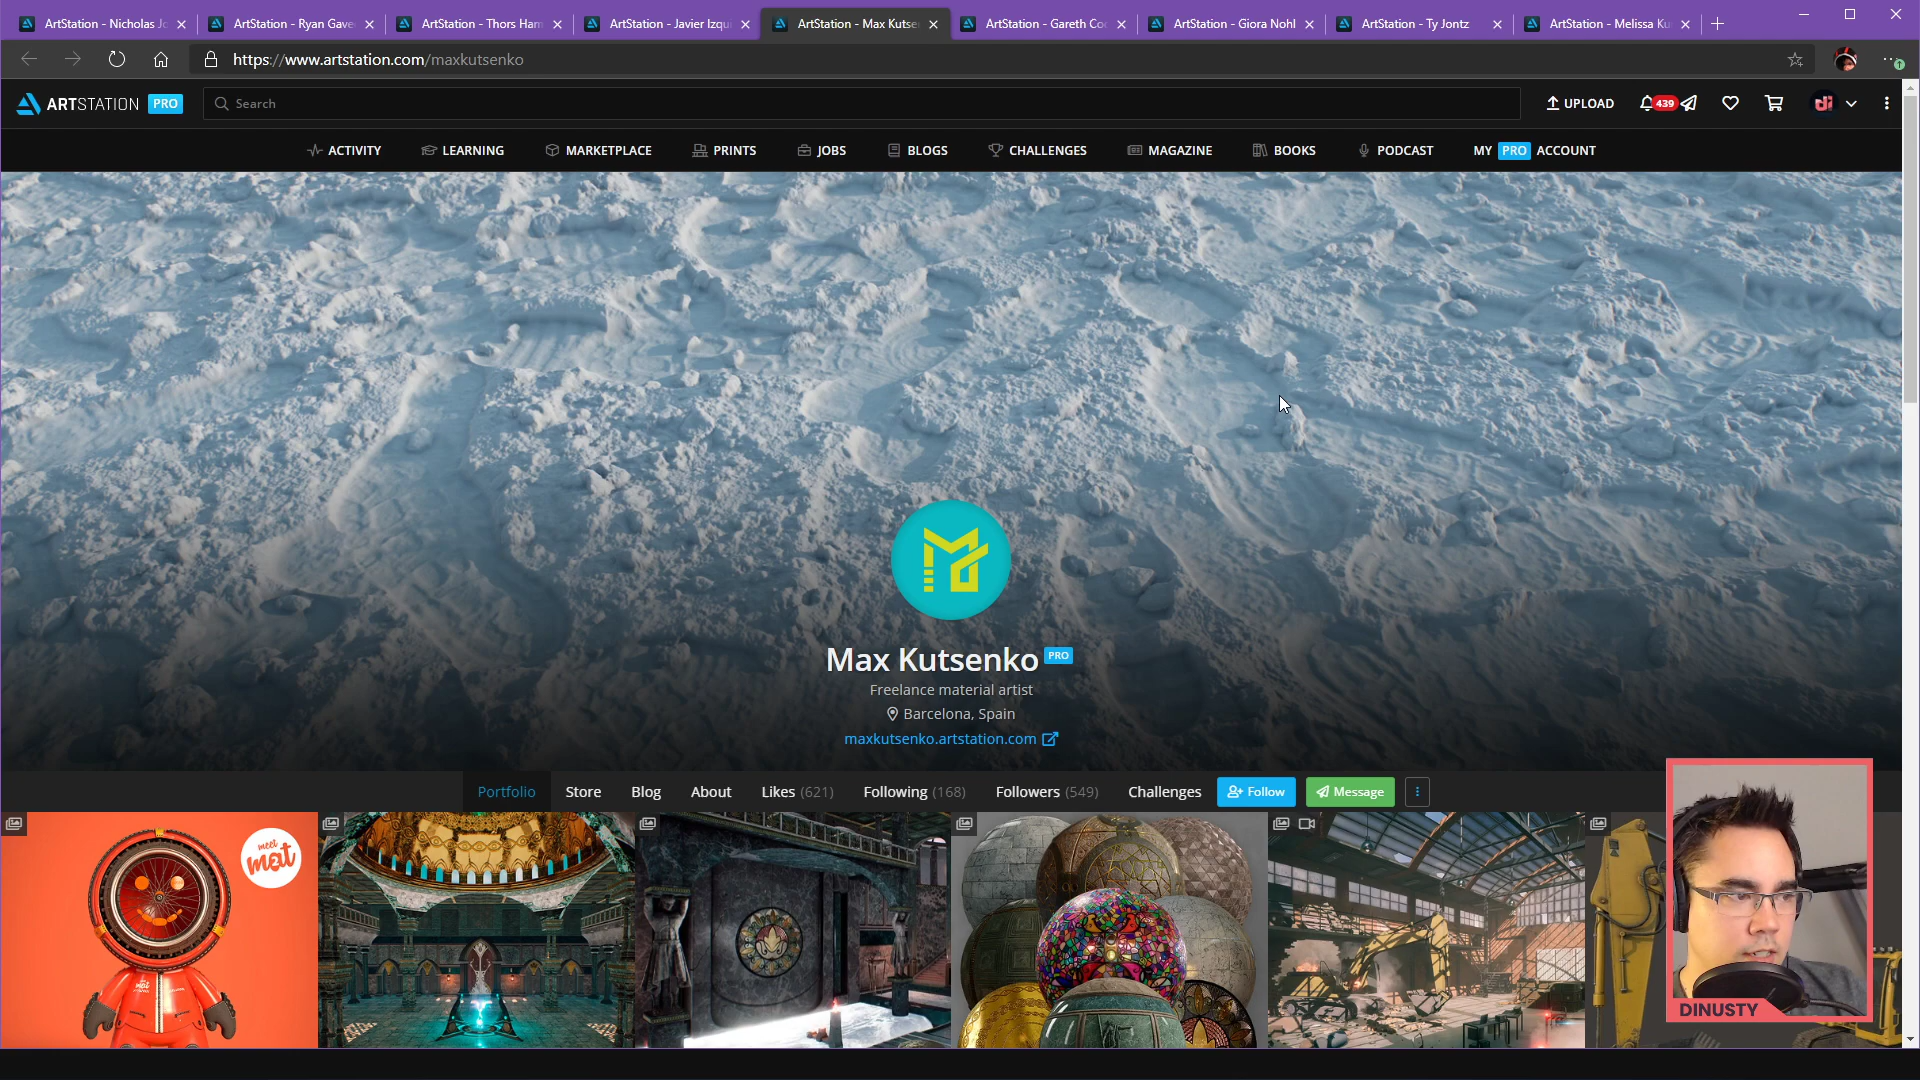 ArtStation - Nicholas Jo
ArtStation - Ryan Gave
ArtStation - Thors Ham
ArtStation - Javier Izqu
ArtStation - Max Kutse
ArtStation - Gareth Co
ArtStation - Giora Nohl
ArtStation - Ty Jontz
ArtStation - Melissa Ku
https://www.artstation.com/maxkutsenko
ARTSTATION PRO
Search
UPLOAD
439
di
ACTIVITY
LEARNING
MARKETPLACE
PRINTS
JOBS
BLOGS
CHALLENGES
MAGAZINE
BOOKS
PODCAST
MY PRO ACCOUNT
Max Kutsenko PRO
Freelance material artist
Barcelona, Spain
maxkutsenko.artstation.com
Portfolio
Store
Blog
About
Likes (621)
Following (168)
Followers (549)
Challenges
Follow
Message
meet
mat
DINUSTY